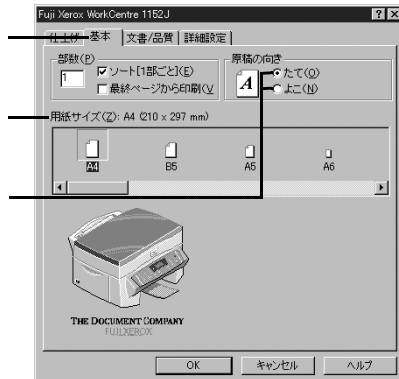 Fuji Xerox WorkCentre 1152J
仕上げ 基本 文書/品質 詳細設定
部数(P) 原稿の向き
1 ソート[1部ごと](E) A たて(O)
最終ページから印刷(V よこ(N)
用紙サイズ(Z): A4 (210 x 297 mm)
A4 B5 A5 A6
THE DOCUMENT COMPANY
FUJI XEROX
OK キャンセル ヘルプ